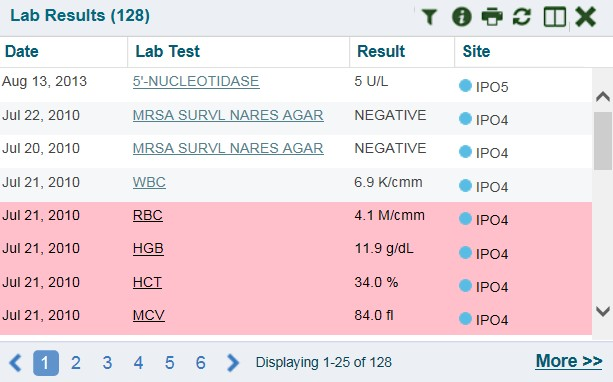 Lab Results (128)
Date Lab Test Result Site
Aug 13, 2013 5'-NUCLEOTIDASE 5 U/L IPO5
Jul 22, 2010 MRSA SURVL NARES AGAR NEGATIVE IPO4
Jul 20, 2010 MRSA SURVL NARES AGAR NEGATIVE IPO4
Jul 21, 2010 WBC 6.9 K/cmm IPO4
Jul 21, 2010 RBC 4.1 M/cmm IPO4
Jul 21, 2010 HGB 11.9 g/dL IPO4
Jul 21, 2010 HCT 34.0 % IPO4
Jul 21, 2010 MCV 84.0 fl IPO4
1 2 3 4 5 6 Displaying 1-25 of 128 More >>